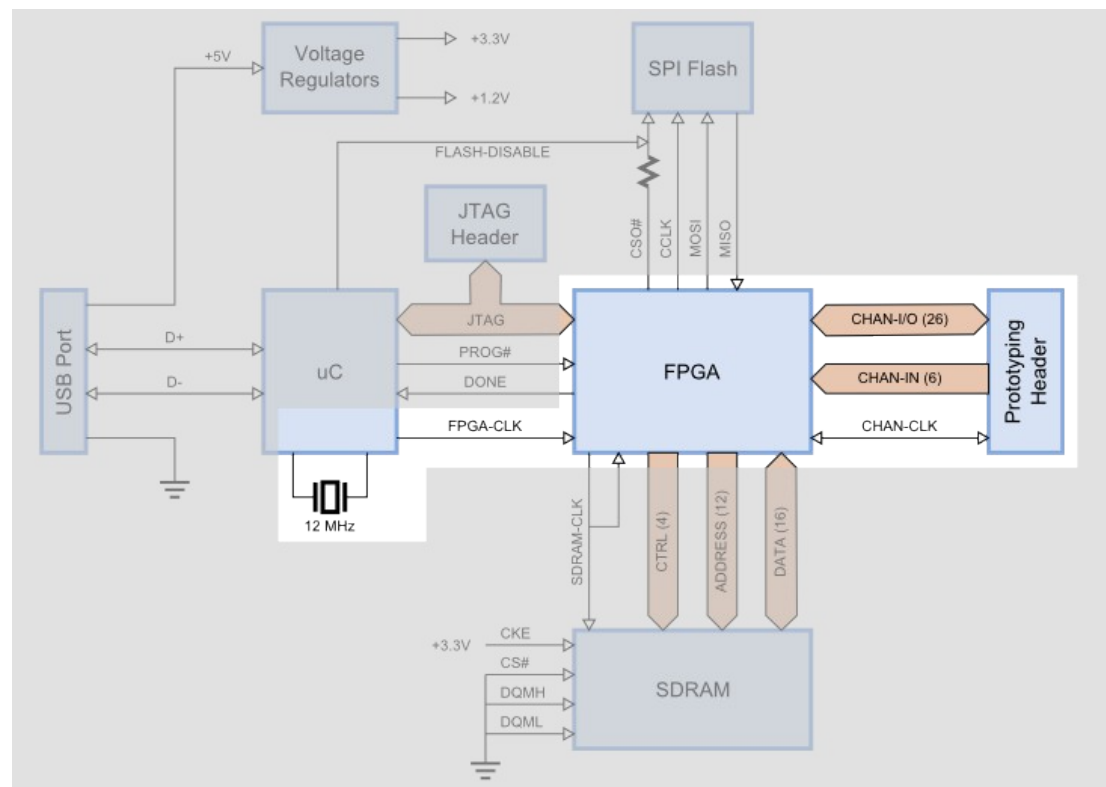 +5V
Voltage
Regulators
+3.3V
+1.2V
SPI Flash
FLASH-DISABLE
JTAG
Header
CSO#
CCLK
MOSI
MISO
USB Port
D+
D-
uC
JTAG
PROG#
DONE
FPGA-CLK
12 MHz
FPGA
CHAN-I/O (26)
CHAN-IN (6)
CHAN-CLK
Prototyping
Header
SDRAM-CLK
CTRL (4)
ADDRESS (12)
DATA (16)
+3.3V
CKE
CS#
DQMH
DQML
SDRAM